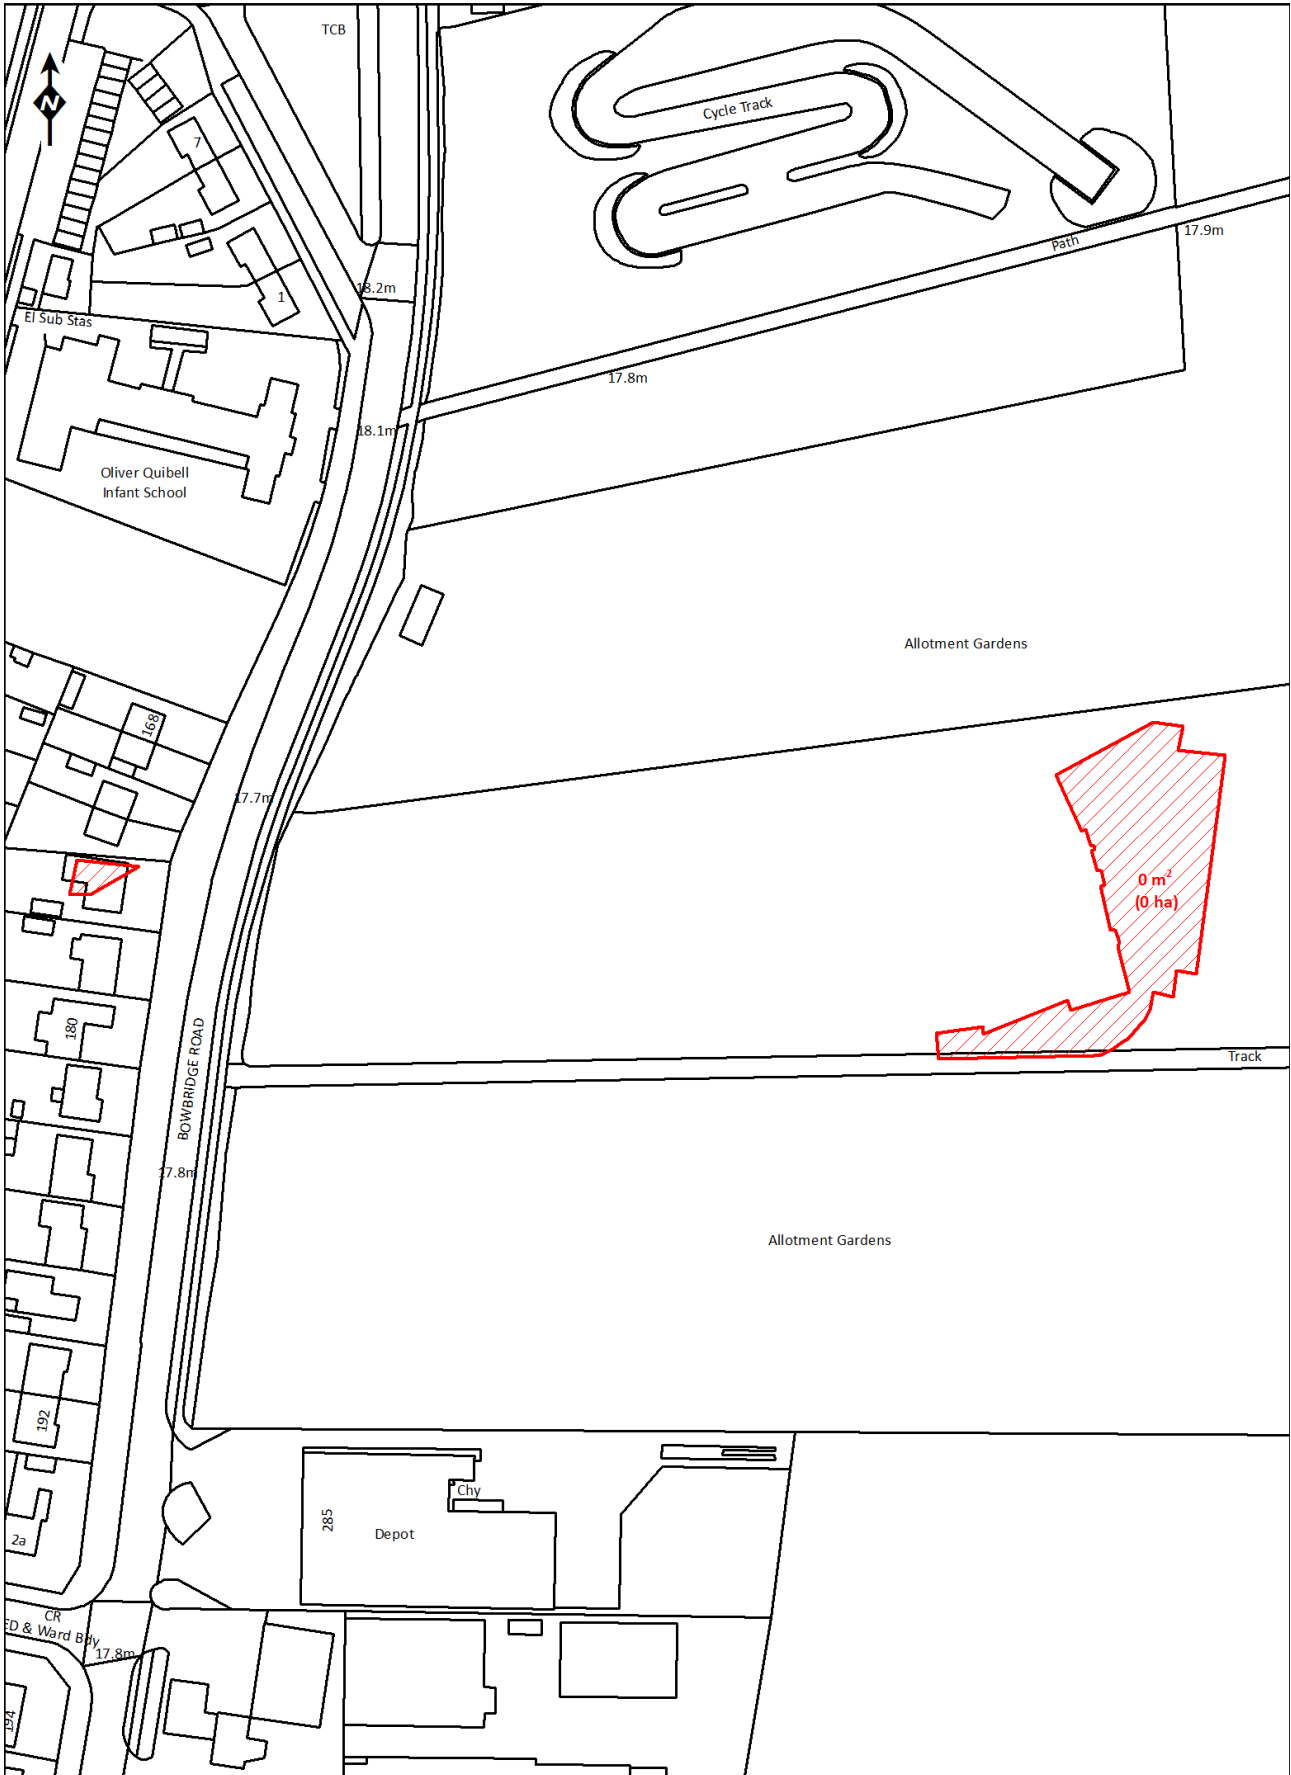 TCB
N
Cycle Track
7
17.9m
Path
18.2m
1
El Sub Stas
17.8m
18.1m
Oliver Quibell
Infant School
Allotment Gardens
168
17.7m
0 m²
(0 ha)
180
BOWBRIDGE ROAD
Track
17.8m
Allotment Gardens
192
Chy
285
Depot
2a
CR
ED & Ward Bdy
17.8m
194